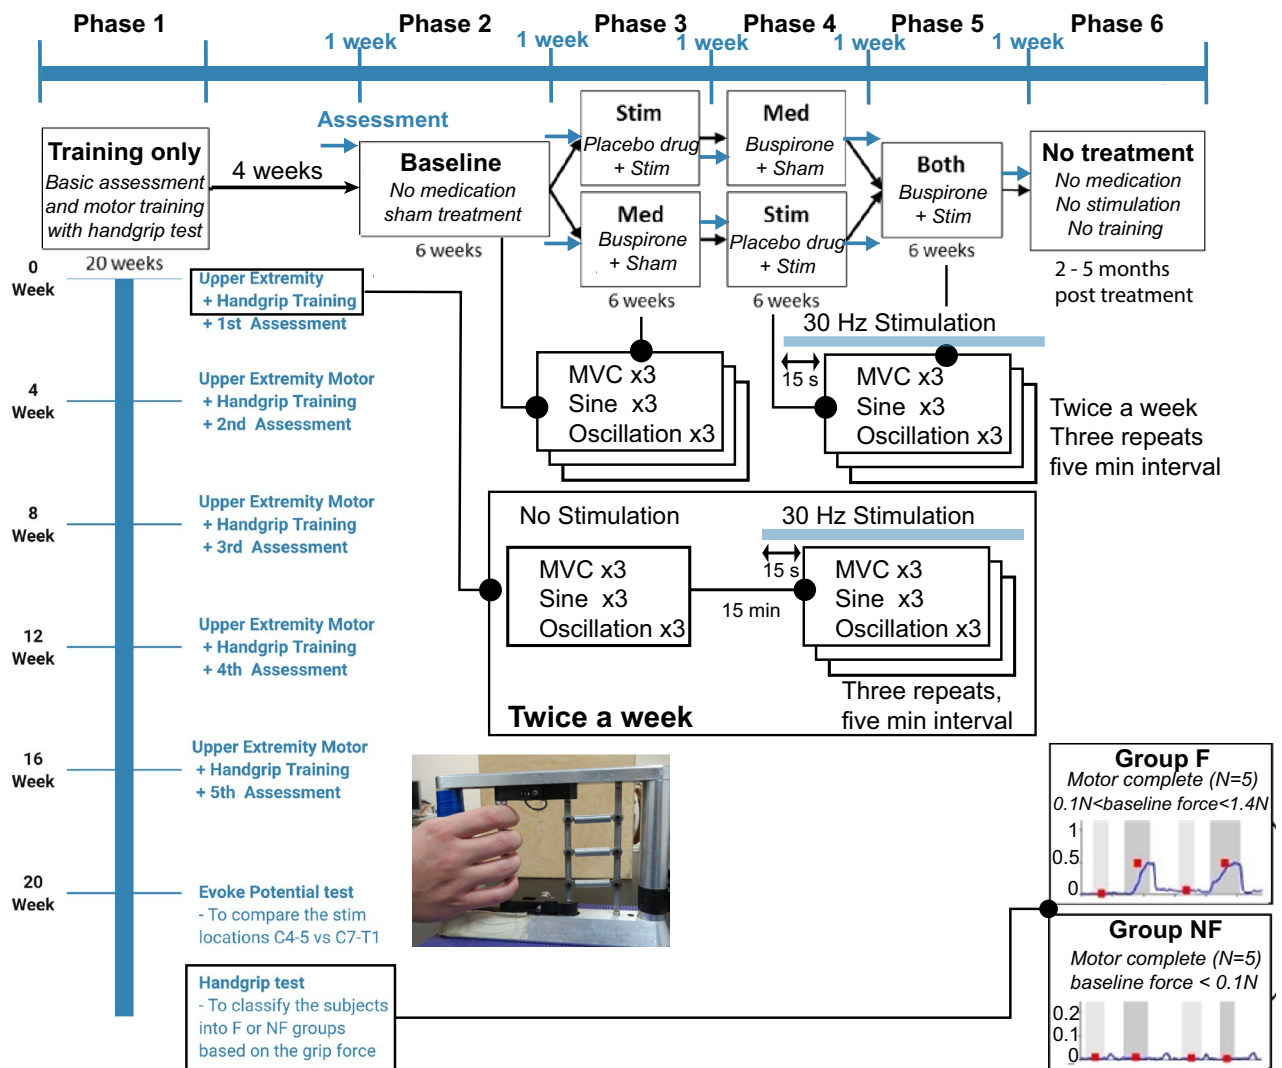 Phase 1
Phase 2
Phase 3
Phase 4
Phase 5
Phase 6
1 week
1 week
1 week
1 week
1 week
Assessment
Training only
Basic assessment
and motor training
with handgrip test
20 weeks
4 weeks
Baseline
No medication
sham treatment
6 weeks
Stim
Placebo drug
+ Stim
Med
Buspirone
+ Sham
6 weeks
Med
Buspirone
+ Sham
Stim
Placebo drug
+ Stim
6 weeks
Both
Buspirone
+ Stim
6 weeks
No treatment
No medication
No stimulation
No training
2 - 5 months
post treatment
0
Week
Upper Extremity
+ Handgrip Training
+ 1st Assessment
4
Week
Upper Extremity Motor
+ Handgrip Training
+ 2nd Assessment
8
Week
Upper Extremity Motor
+ Handgrip Training
+ 3rd Assessment
12
Week
Upper Extremity Motor
+ Handgrip Training
+ 4th Assessment
16
Week
Upper Extremity Motor
+ Handgrip Training
+ 5th Assessment
20
Week
Evoke Potential test
- To compare the stim
locations C4-5 vs C7-T1
Handgrip test
- To classify the subjects
into F or NF groups
based on the grip force
MVC x3
Sine x3
Oscillation x3
30 Hz Stimulation
15 s
MVC x3
Sine x3
Oscillation x3
Twice a week
Three repeats
five min interval
No Stimulation
MVC x3
Sine x3
Oscillation x3
15 min
30 Hz Stimulation
15 s
MVC x3
Sine x3
Oscillation x3
Three repeats,
five min interval
Twice a week
Group F
Motor complete (N=5)
0.1N<baseline force<1.4N
1
0.5
0
Group NF
Motor complete (N=5)
baseline force < 0.1N
0.2
0.1
0